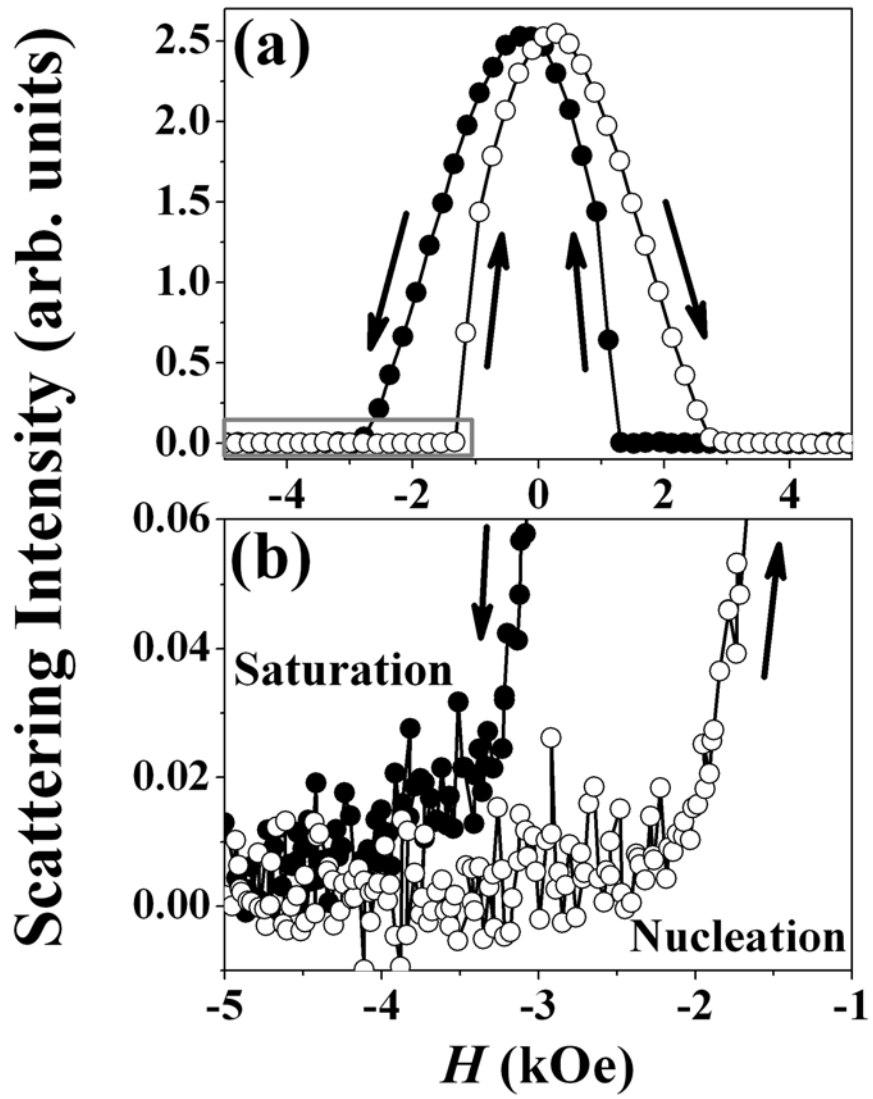 Scattering Intensity (arb. units)
(a)
2.5
2.0
1.5
1.0
0.5
0.0
-4 -2 0 2 4
(b)
0.06
0.04
0.02
0.00
Saturation
Nucleation
-5 -4 -3 -2 -1
H (kOe)